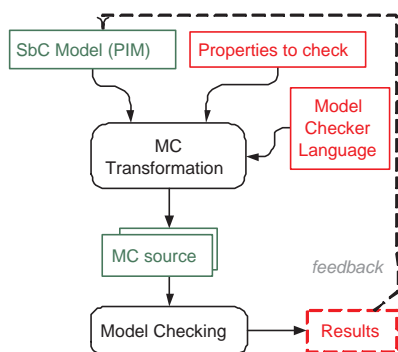 SbC Model (PIM)
Properties to check
Model
Checker
Language
MC
Transformation
MC source
feedback
Model Checking
Results